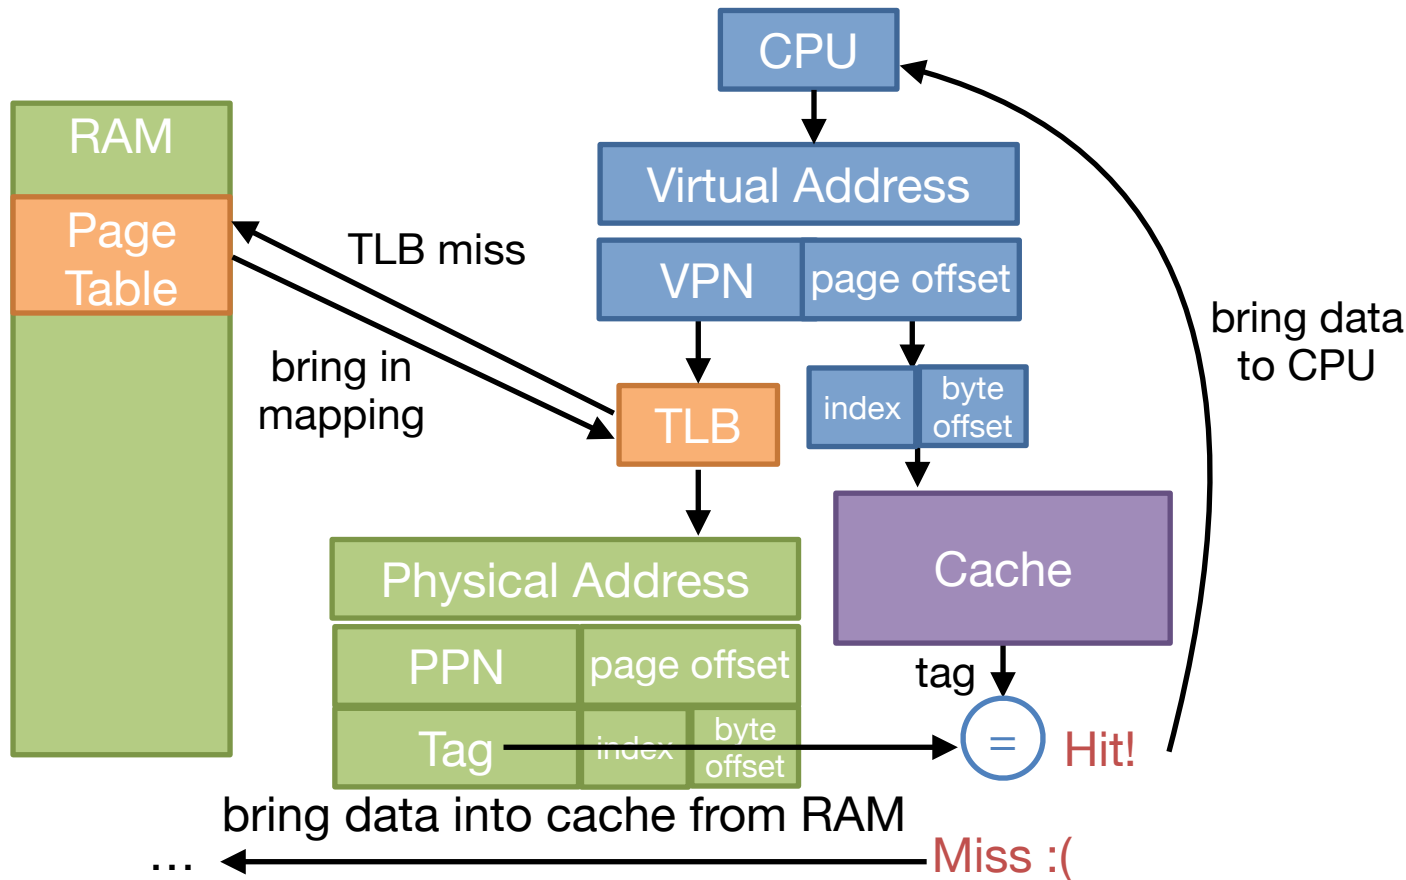 CPU
RAM
Virtual Address
Page
Table
TLB miss
VPN
page offset
bring data
to CPU
bring in
mapping
index
byte
offset
TLB
Physical Address
Cache
PPN
page offset
tag
Tag
index
byte
offset
=
Hit!
bring data into cache from RAM
...
Miss :(